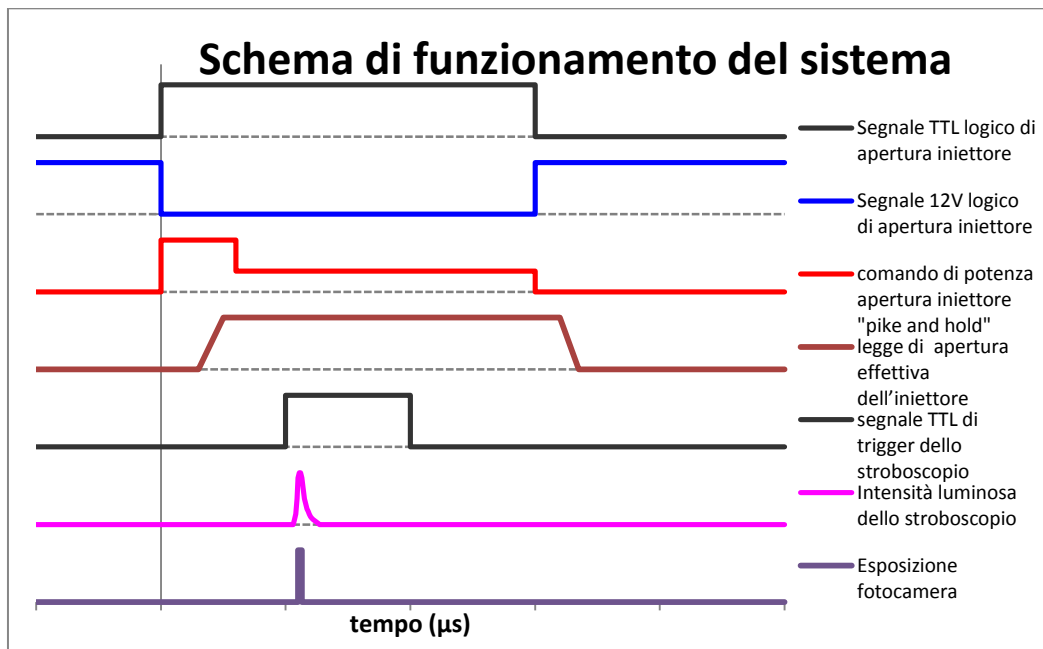 Schema di funzionamento del sistema
Segnale TTL logico di
apertura iniettore
Segnale 12V logico
di apertura iniettore
comando di potenza
apertura iniettore
"pike and hold"
legge di apertura
effettiva
dell'iniettore
segnale TTL di
trigger dello
stroboscopio
Intensità luminosa
dello stroboscopio
Esposizione
fotocamera
tempo (µs)